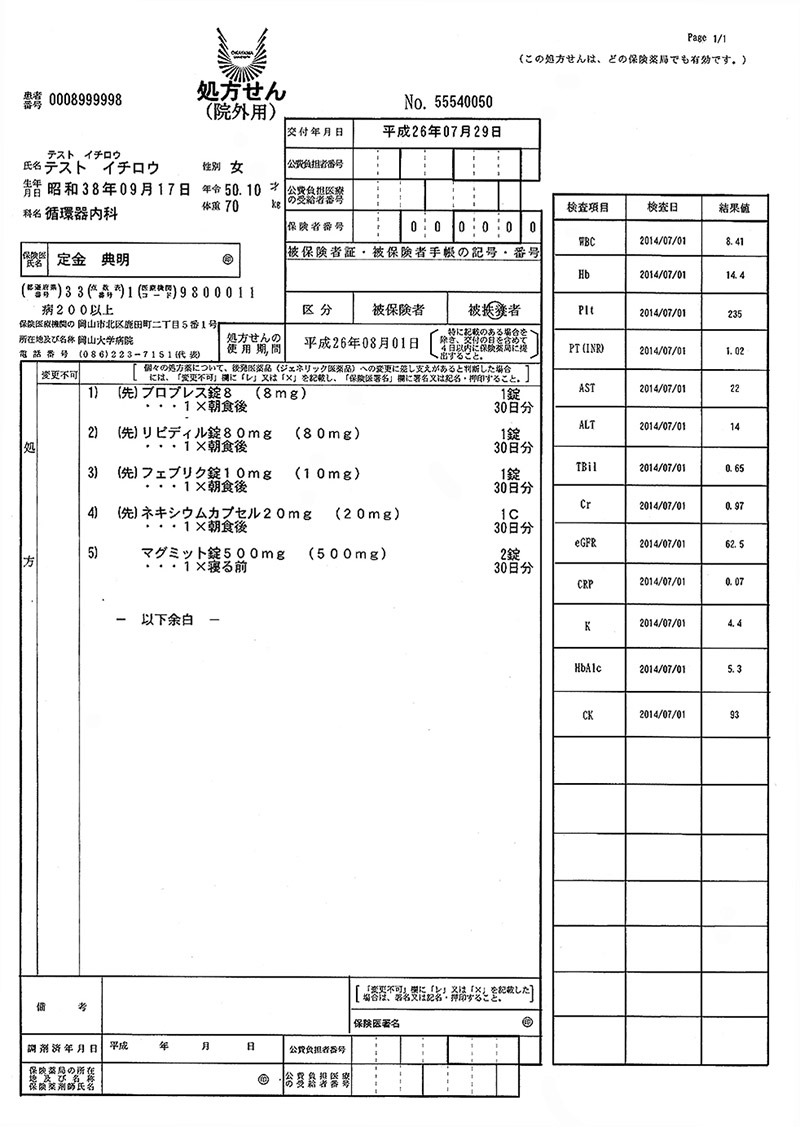 Page 1/1
(この処方せんは、どの保険薬局でも有効です。)
OKAYAMA
処方せん
(院外用)
患者番号 0008999998
No. 55540050
交付年月日 平成26年07月29日
テスト イチロウ
氏名 テスト イチロウ 性別 女
生年月日 昭和38年09月17日 年令 50.10 才
体重 70 kg
科名 循環器内科
公費負担者番号
公費負担医療の受給者番号
保険者番号 0 0 0 0 0 0
被保険者証・被保険者手帳の記号・番号
保険医氏名 定金 典明 ㊞
(都道府県番号)33(点数表番号)1(医療機関コード)9800011
病200以上
保険医療機関の 岡山市北区鹿田町二丁目5番1号
所在地及び名称 岡山大学病院
電話番号 (086)223-7151(代表)
区分 被保険者 被扶養者
処方せんの使用期間 平成26年08月01日
特に記載のある場合を除き、交付の日を含めて4日以内に保険薬局に提出すること。
変更不可
[個々の処方薬について、後発医薬品(ジェネリック医薬品)への変更に差し支えがあると判断した場合には、「変更不可」欄に「レ」又は「×」を記載し、「保険医署名」欄に署名又は記名・押印すること。]
処方
1) (先)ブロプレス錠8 (8mg) 1錠
・・・1×朝食後 30日分
2) (先)リピディル錠80mg (80mg) 1錠
・・・1×朝食後 30日分
3) (先)フェブリク錠10mg (10mg) 1錠
・・・1×朝食後 30日分
4) (先)ネキシウムカプセル20mg (20mg) 1C
・・・1×朝食後 30日分
5) マグミット錠500mg (500mg) 2錠
・・・1×寝る前 30日分
- 以下余白 -
検査項目 検査日 結果値
WBC 2014/07/01 8.41
Hb 2014/07/01 14.4
Plt 2014/07/01 235
PT(INR) 2014/07/01 1.02
AST 2014/07/01 22
ALT 2014/07/01 14
TBil 2014/07/01 0.65
Cr 2014/07/01 0.97
eGFR 2014/07/01 62.5
CRP 2014/07/01 0.07
K 2014/07/01 4.4
HbA1c 2014/07/01 5.3
CK 2014/07/01 93
備考
[「変更不可」欄に「レ」又は「×」を記載した場合は、署名又は記名・押印すること。]
保険医署名 ㊞
調剤済年月日 平成 年 月 日
公費負担者番号
保険薬局の所在地及び名称
保険薬剤師氏名 ㊞
公費負担医療の受給者番号